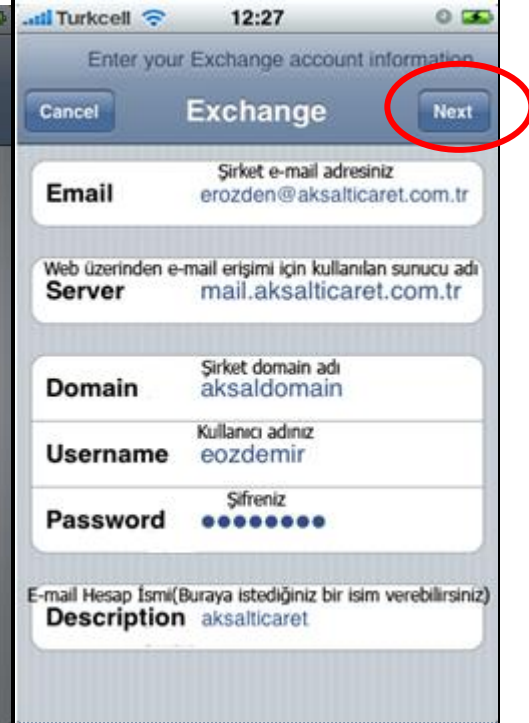 Turkcell 12:27
Enter your Exchange account information
Cancel Exchange Next
Şirket e-mail adresiniz
Email erozden@aksalticaret.com.tr
Web üzerinden e-mail erişimi için kullanılan sunucu adı
Server mail.aksalticaret.com.tr
Şirket domain adı
Domain aksaldomain
Kullanıcı adınız
Username eozdemir
Şifreniz
Password ●●●●●●●●
E-mail Hesap İsmi(Buraya istediğiniz bir isim verebilirsiniz)
Description aksalticaret